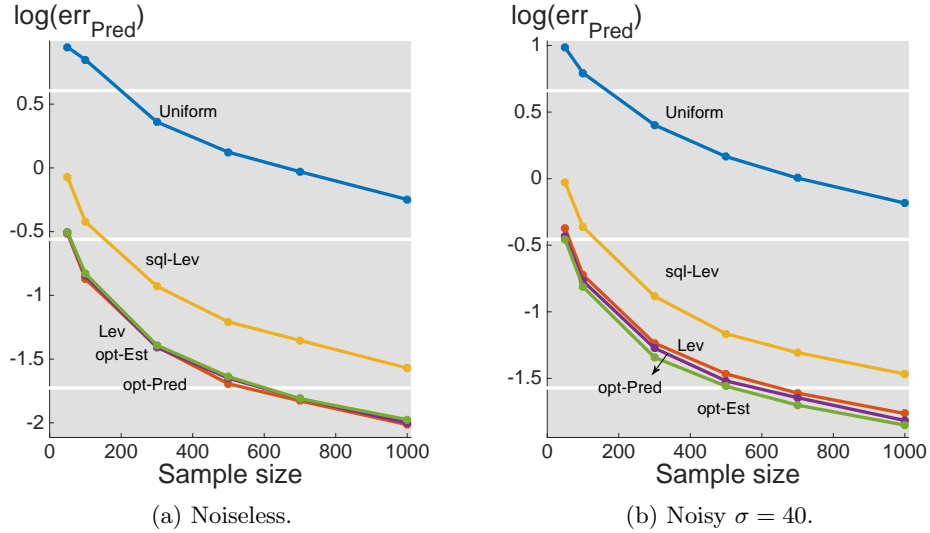 log(err_Pred)
0.5
0
-0.5
-1
-1.5
-2
Uniform
sql-Lev
Lev
opt-Est
opt-Pred
0 200 400 600 800 1000
Sample size
(a) Noiseless.
log(err_Pred)
1
0.5
0
-0.5
-1
-1.5
Uniform
sql-Lev
Lev
opt-Pred
opt-Est
0 200 400 600 800 1000
Sample size
(b) Noisy σ = 40.